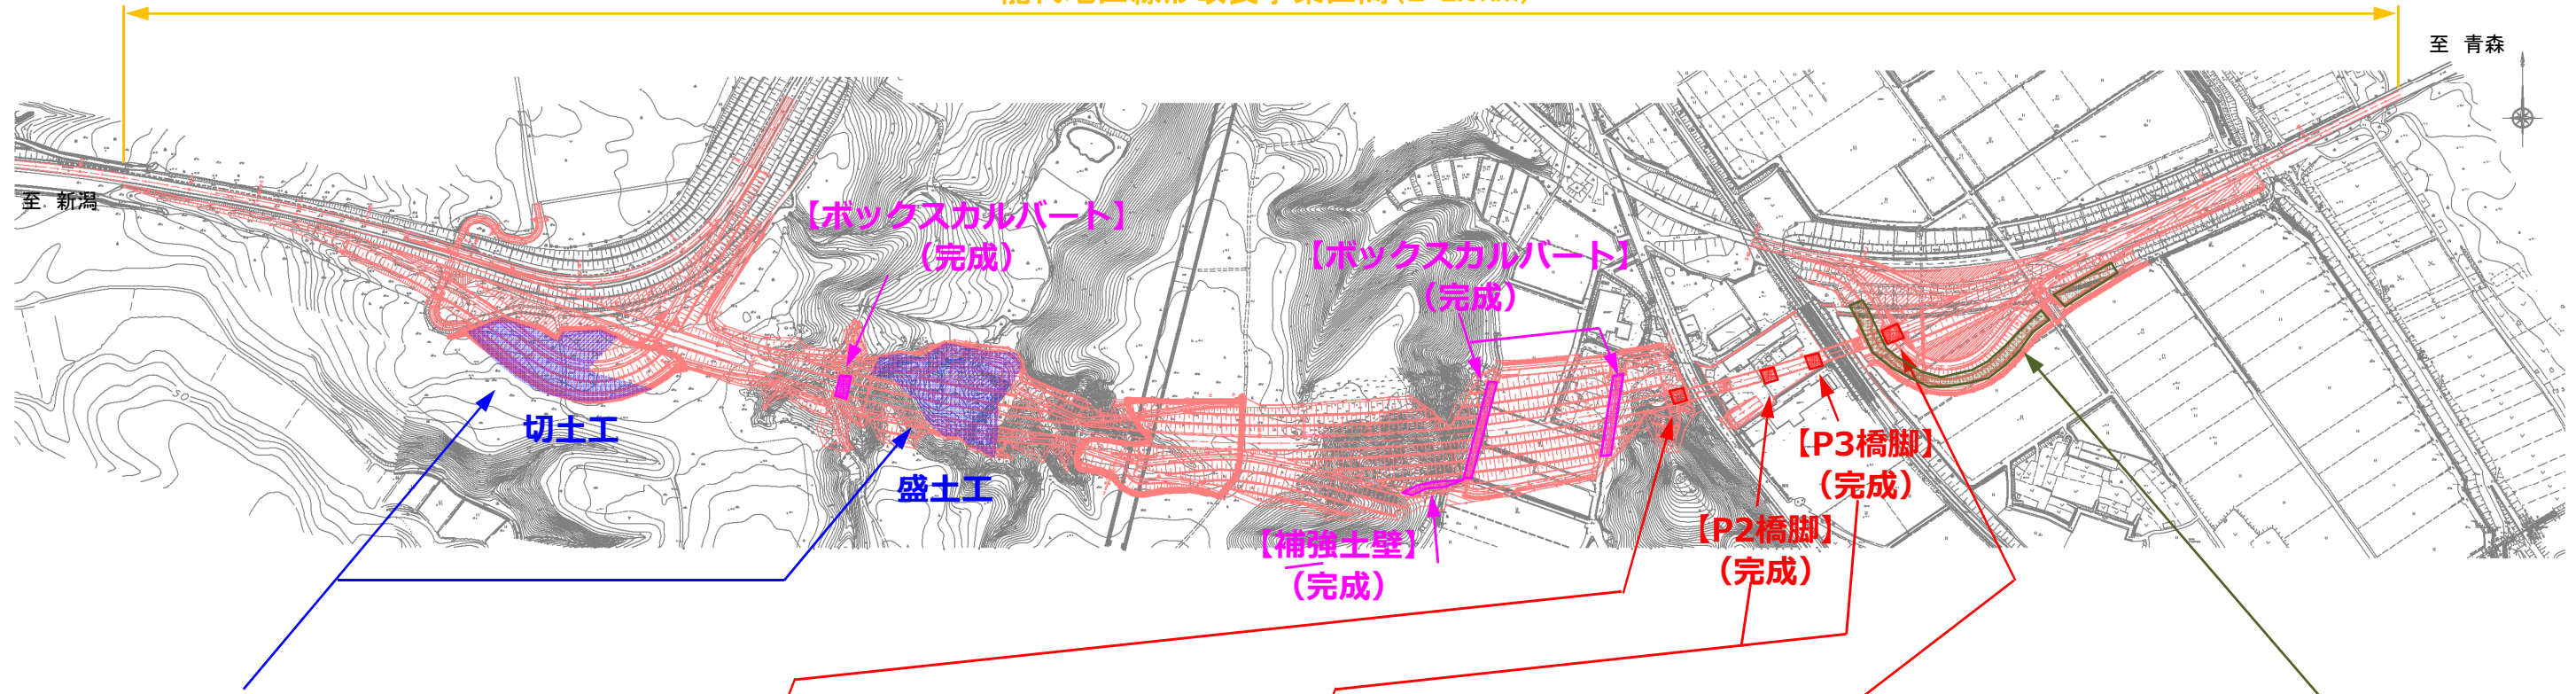 至 青森
至 新潟
【ボックスカルバート】
（完成）
【ボックスカルバート】
（完成）
切土工
盛土工
【P3橋脚】
（完成）
【P2橋脚】
（完成）
【補強土壁】
（完成）
50